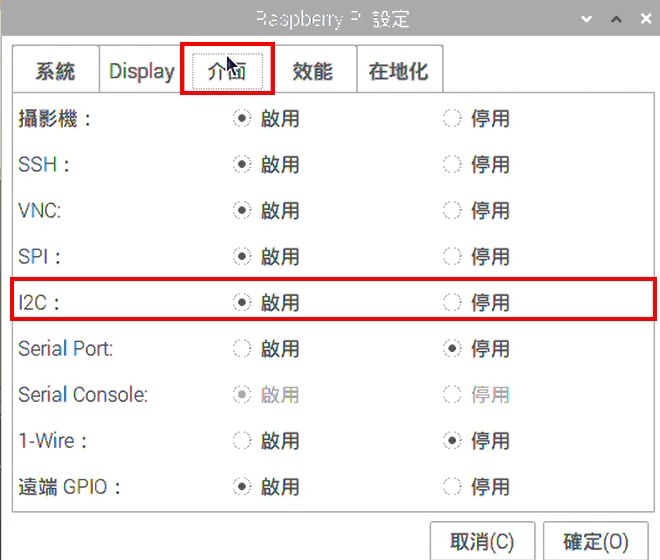 Raspberry Pi 設定
系統 Display 介面 效能 在地化
攝影機： 啟用 停用
SSH： 啟用 停用
VNC: 啟用 停用
SPI： 啟用 停用
I2C： 啟用 停用
Serial Port: 啟用 停用
Serial Console: 啟用 停用
1-Wire： 啟用 停用
遠端 GPIO： 啟用 停用
取消(C) 確定(O)